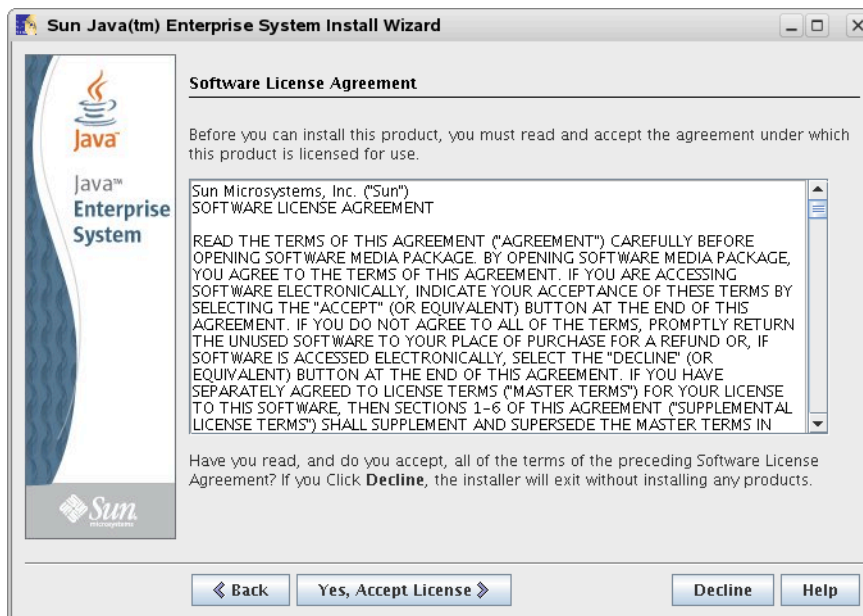 Sun Java(tm) Enterprise System Install Wizard
Java™
Java™
Enterprise
System
Sun
microsystems
Software License Agreement
Before you can install this product, you must read and accept the agreement under which
this product is licensed for use.
Sun Microsystems, Inc. ("Sun")
SOFTWARE LICENSE AGREEMENT
READ THE TERMS OF THIS AGREEMENT ("AGREEMENT") CAREFULLY BEFORE
OPENING SOFTWARE MEDIA PACKAGE. BY OPENING SOFTWARE MEDIA PACKAGE,
YOU AGREE TO THE TERMS OF THIS AGREEMENT. IF YOU ARE ACCESSING
SOFTWARE ELECTRONICALLY, INDICATE YOUR ACCEPTANCE OF THESE TERMS BY
SELECTING THE "ACCEPT" (OR EQUIVALENT) BUTTON AT THE END OF THIS
AGREEMENT. IF YOU DO NOT AGREE TO ALL OF THE TERMS, PROMPTLY RETURN
THE UNUSED SOFTWARE TO YOUR PLACE OF PURCHASE FOR A REFUND OR, IF
SOFTWARE IS ACCESSED ELECTRONICALLY, SELECT THE "DECLINE" (OR
EQUIVALENT) BUTTON AT THE END OF THIS AGREEMENT. IF YOU HAVE
SEPARATELY AGREED TO LICENSE TERMS ("MASTER TERMS") FOR YOUR LICENSE
TO THIS SOFTWARE, THEN SECTIONS 1-6 OF THIS AGREEMENT ("SUPPLEMENTAL
LICENSE TERMS") SHALL SUPPLEMENT AND SUPERSEDE THE MASTER TERMS IN
Have you read, and do you accept, all of the terms of the preceding Software License
Agreement? If you Click Decline, the installer will exit without installing any products.
Back
Yes, Accept License
Decline
Help